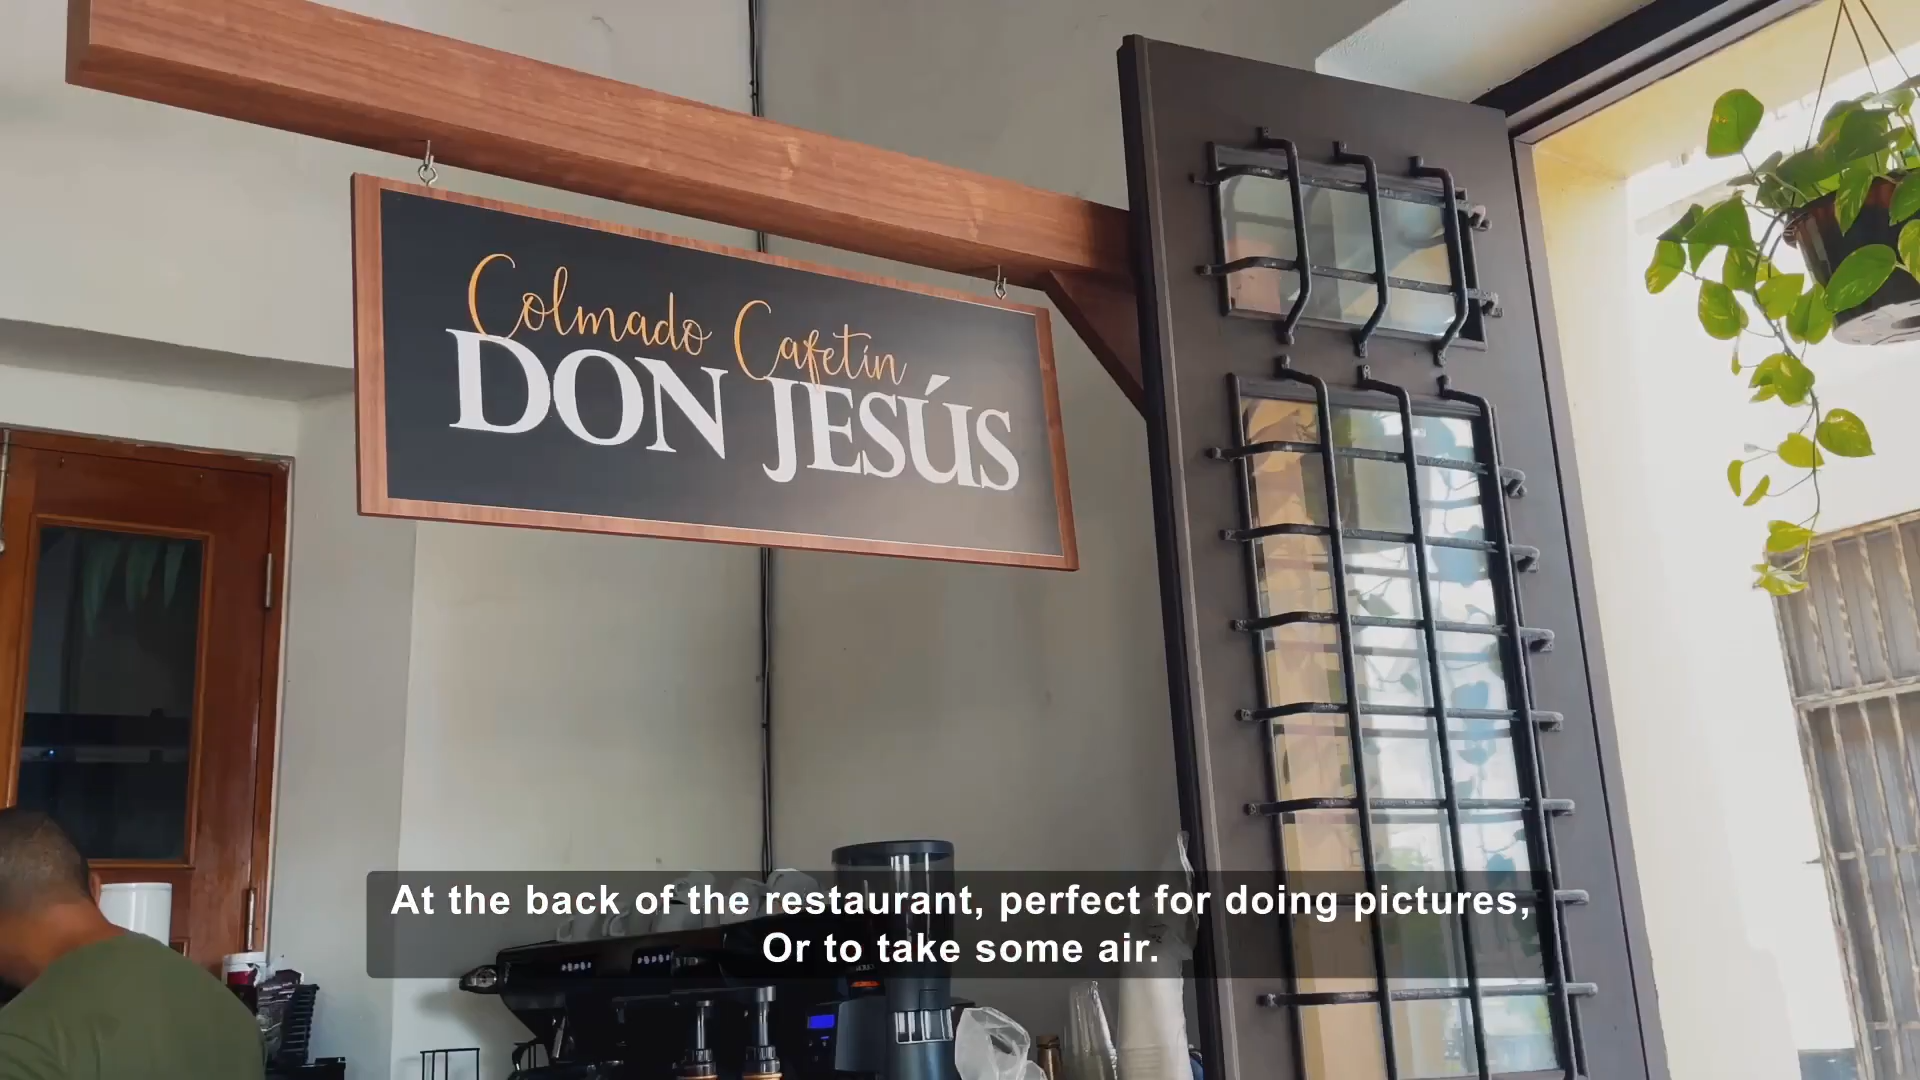 Colmado Cafetín
DON JESÚS
At the back of the restaurant, perfect for doing pictures,
Or to take some air.